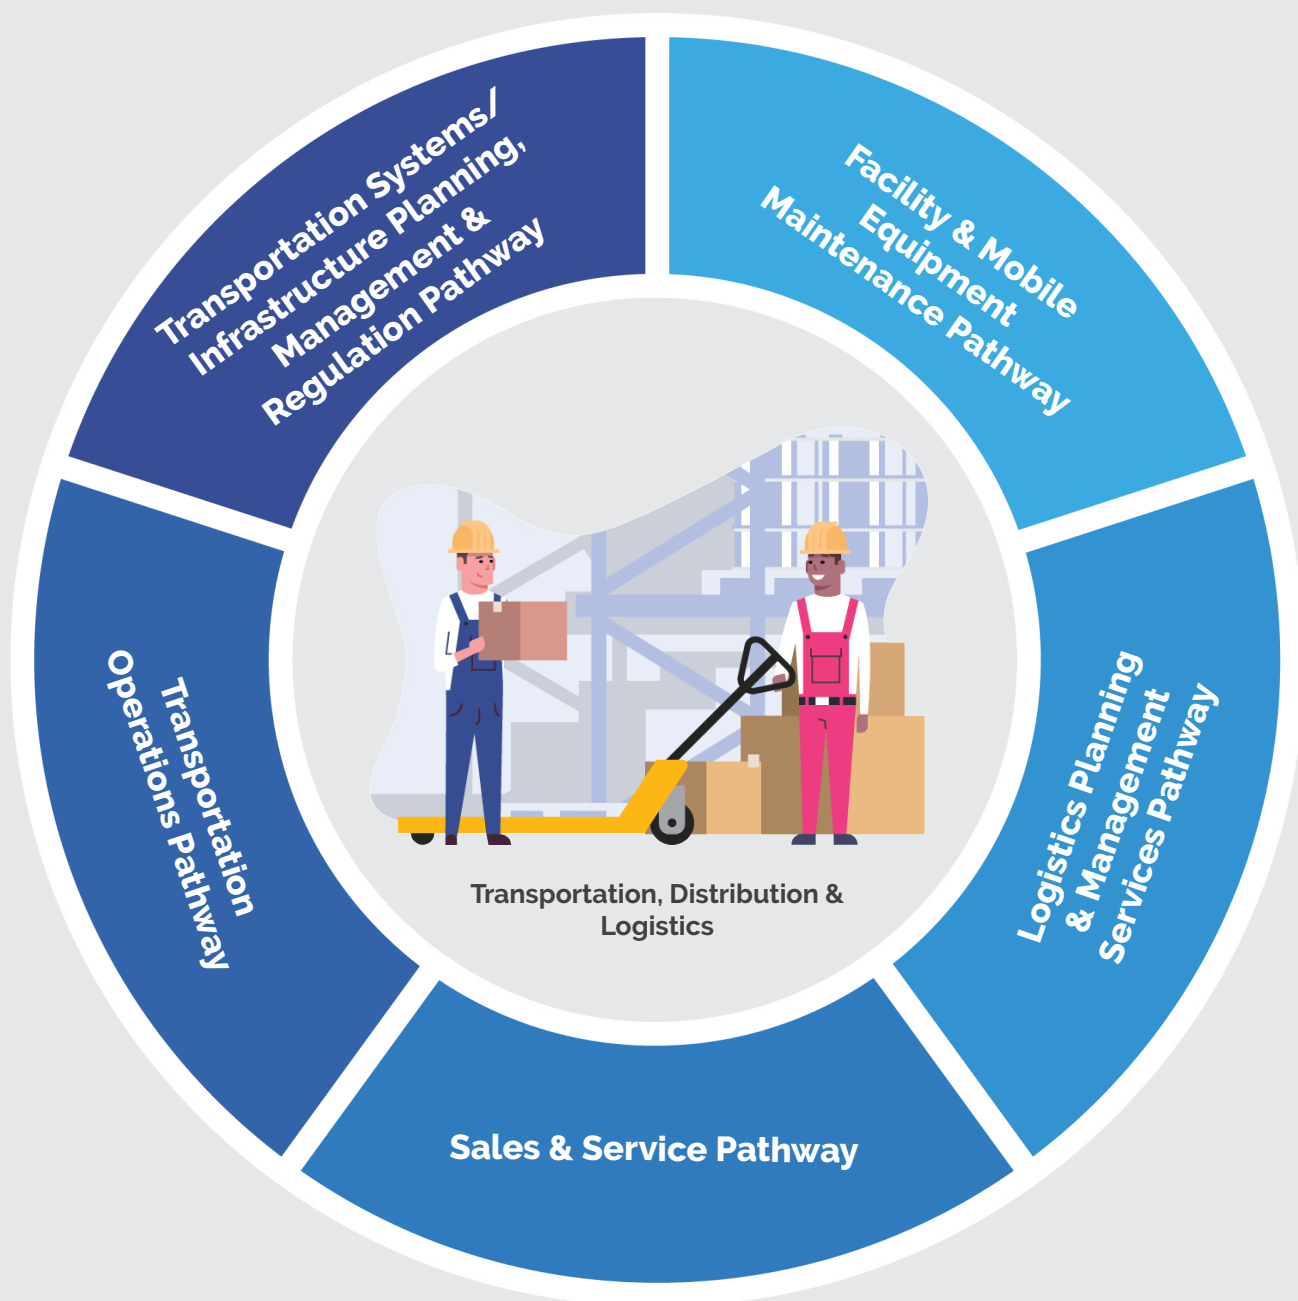 Transportation Systems/
Infrastructure Planning,
Management &
Regulation Pathway
Facility & Mobile
Equipment
Maintenance Pathway
Logistics Planning
& Management
Services Pathway
Sales & Service Pathway
Transportation
Operations Pathway
Transportation, Distribution &
Logistics